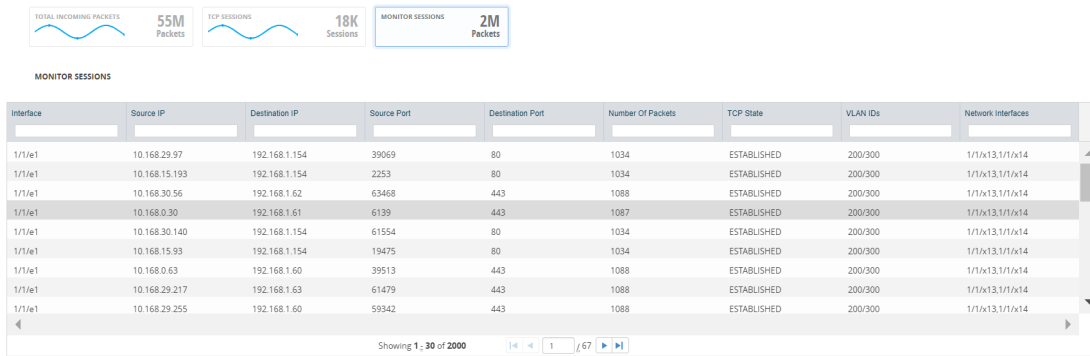 TOTAL INCOMING PACKETS 55M Packets
TCP SESSIONS 18K Sessions
MONITOR SESSIONS 2M Packets
MONITOR SESSIONS
Interface Source IP Destination IP Source Port Destination Port Number Of Packets TCP State VLAN IDs Network Interfaces
1/1/e1 10.168.29.97 192.168.1.154 39069 80 1034 ESTABLISHED 200/300 1/1/x13,1/1/x14
1/1/e1 10.168.15.193 192.168.1.154 2253 80 1034 ESTABLISHED 200/300 1/1/x13,1/1/x14
1/1/e1 10.168.30.56 192.168.1.62 63468 443 1088 ESTABLISHED 200/300 1/1/x13,1/1/x14
1/1/e1 10.168.0.30 192.168.1.61 6139 443 1087 ESTABLISHED 200/300 1/1/x13,1/1/x14
1/1/e1 10.168.30.140 192.168.1.154 61554 80 1034 ESTABLISHED 200/300 1/1/x13,1/1/x14
1/1/e1 10.168.15.93 192.168.1.154 19475 80 1034 ESTABLISHED 200/300 1/1/x13,1/1/x14
1/1/e1 10.168.0.63 192.168.1.60 39513 443 1088 ESTABLISHED 200/300 1/1/x13,1/1/x14
1/1/e1 10.168.29.217 192.168.1.63 61479 443 1088 ESTABLISHED 200/300 1/1/x13,1/1/x14
1/1/e1 10.168.29.255 192.168.1.60 59342 443 1088 ESTABLISHED 200/300 1/1/x13,1/1/x14
Showing 1 - 30 of 2000 1 / 67